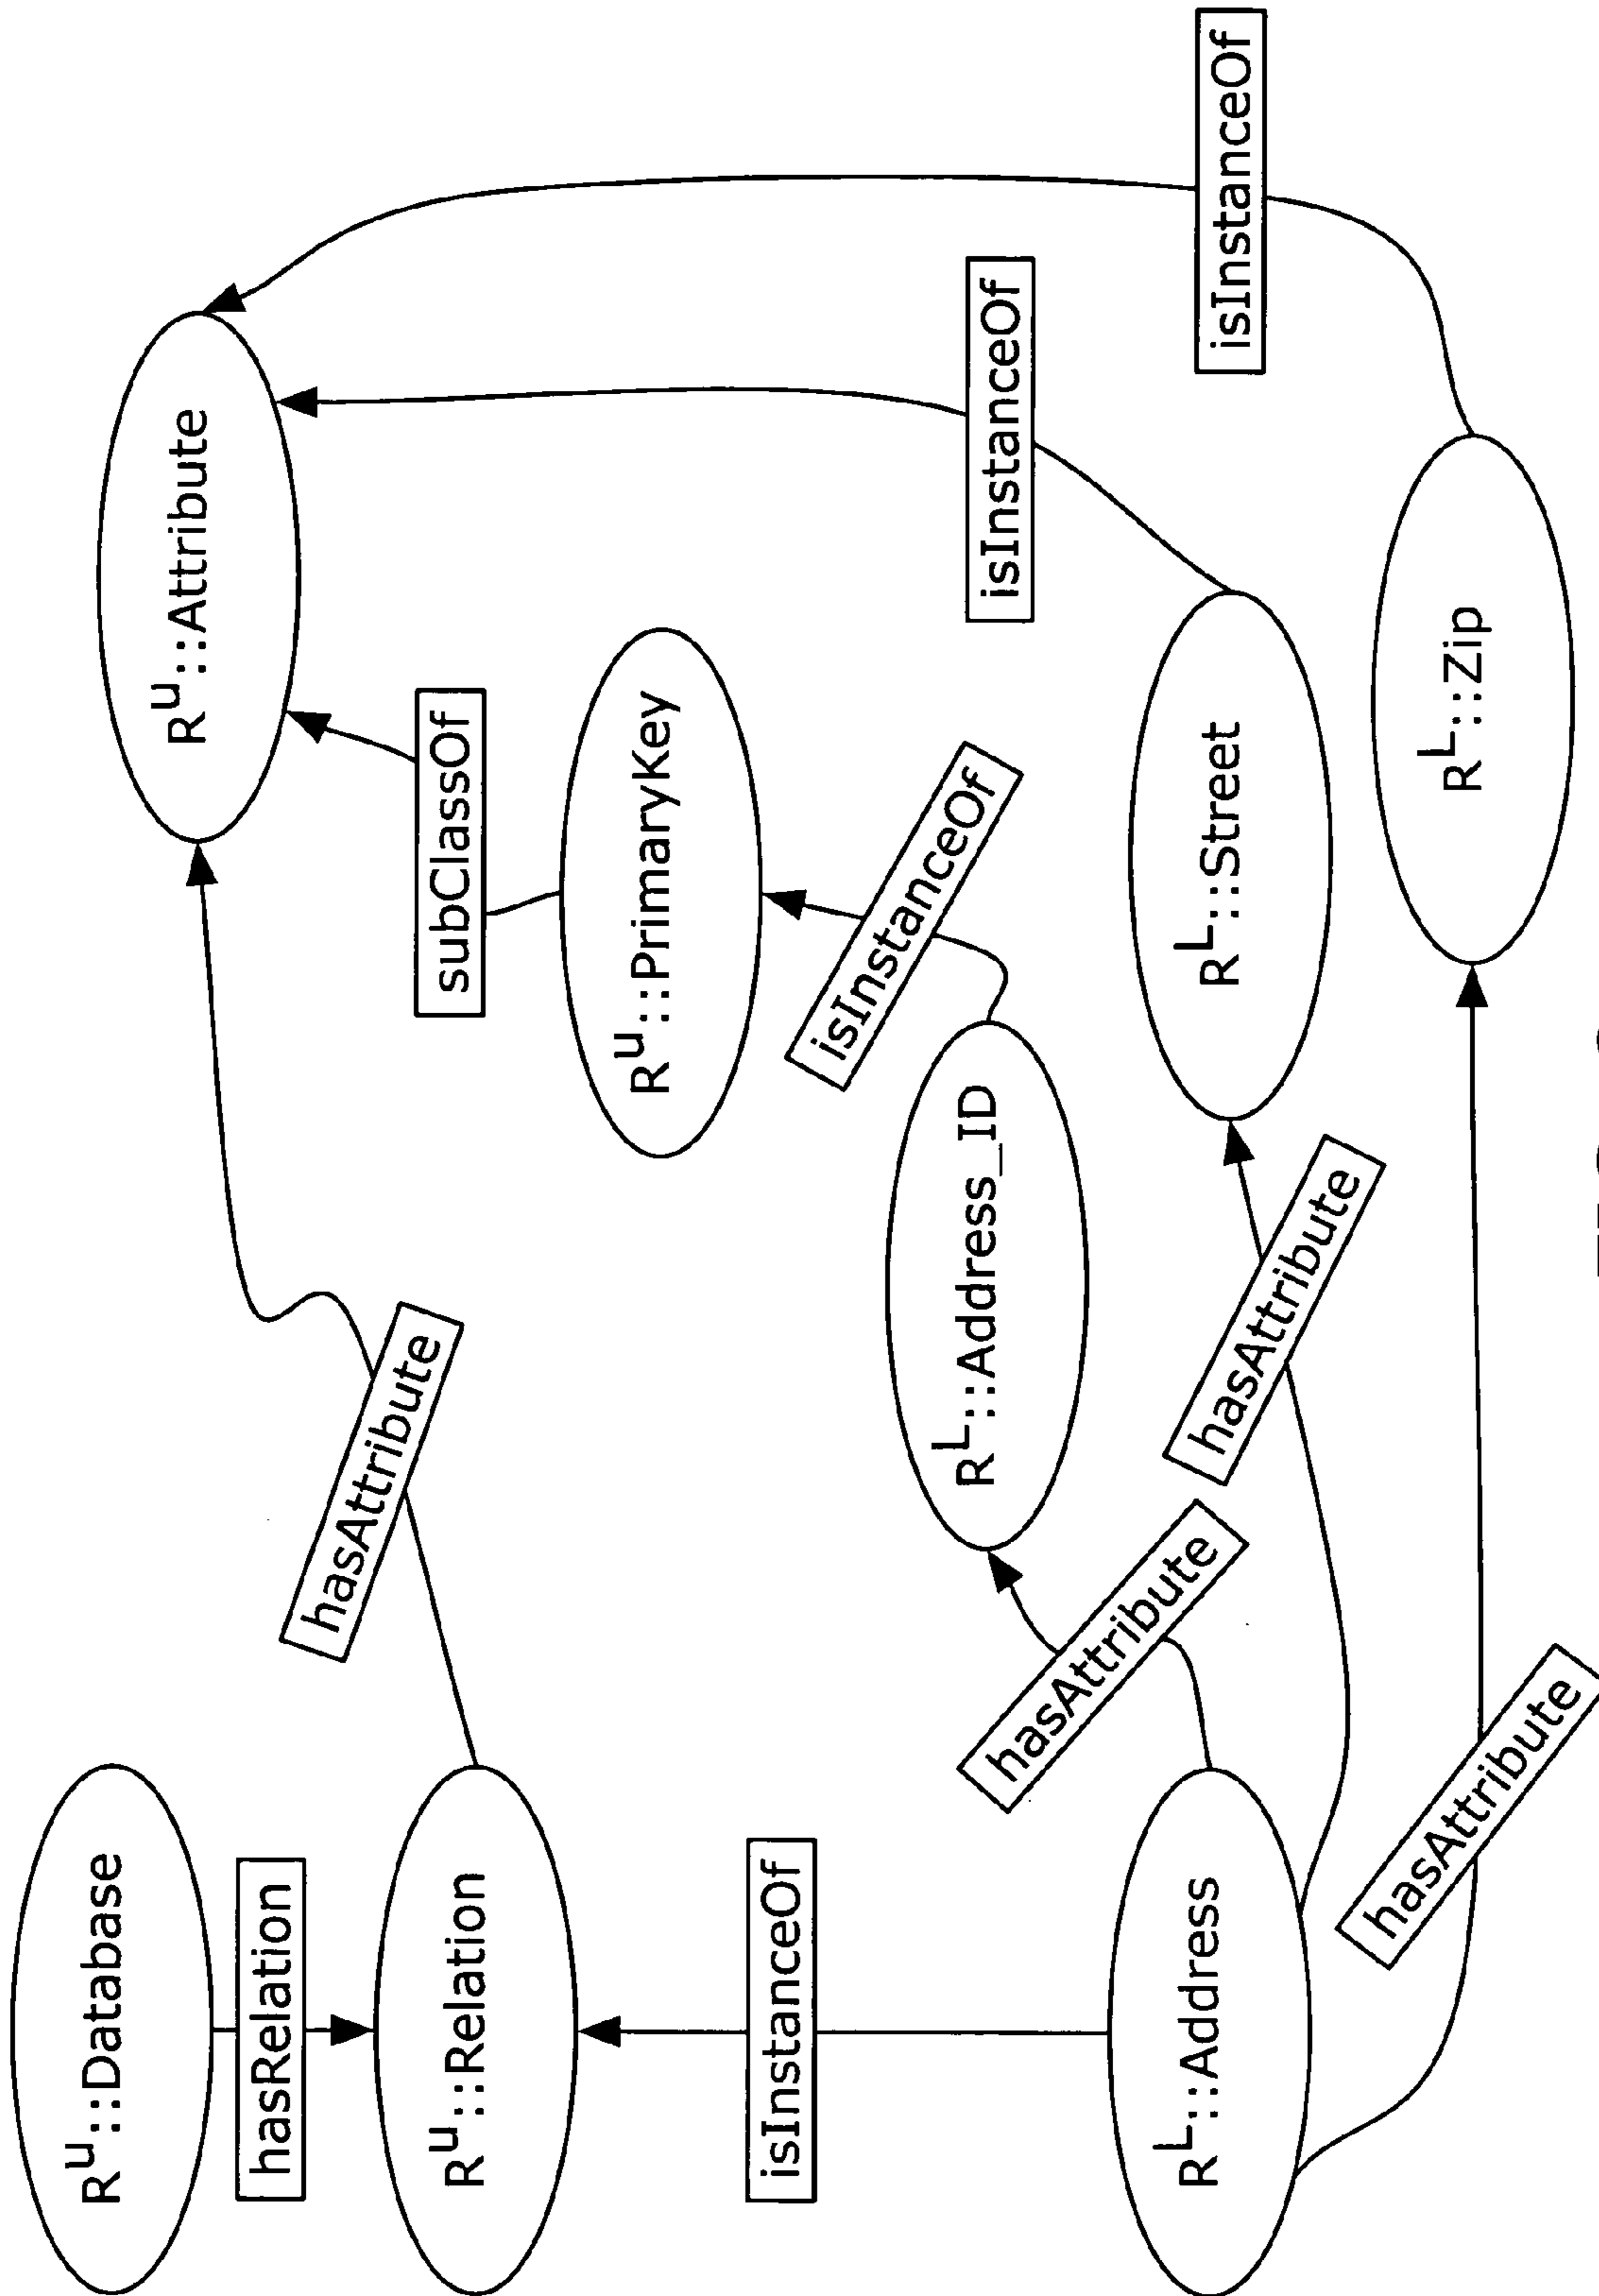 R^u::Database
hasRelation
R^u::Relation
hasAttribute
R^u::Attribute
subClassOf
R^u::PrimaryKey
isInstanceOf
isInstanceOf
isInstanceOf
isInstanceOf
R^L::Address
hasAttribute
R^L::Address_ID
hasAttribute
R^L::Street
hasAttribute
R^L::Zip